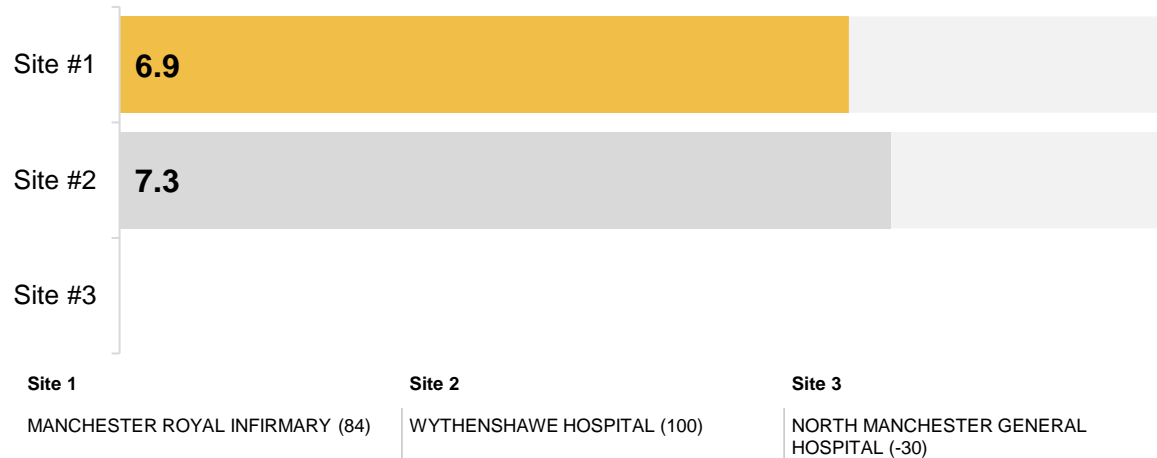 Site #1
6.9
Site #2
7.3
Site #3
Site 1
Site 2
Site 3
MANCHESTER ROYAL INFIRMARY (84)
WYTHENSHAWE HOSPITAL (100)
NORTH MANCHESTER GENERAL
HOSPITAL (-30)